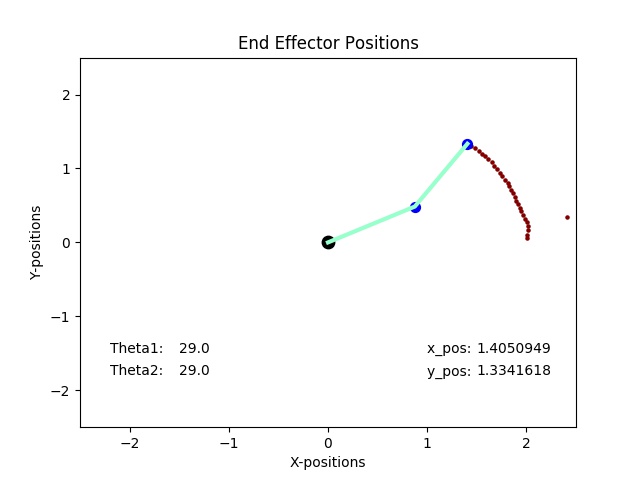 End Effector Positions
2
1
0
−1
−2
Y-positions
Theta1: 29.0
x_pos: 1.4050949
Theta2: 29.0
y_pos: 1.3341618
−2 −1 0 1 2
X-positions